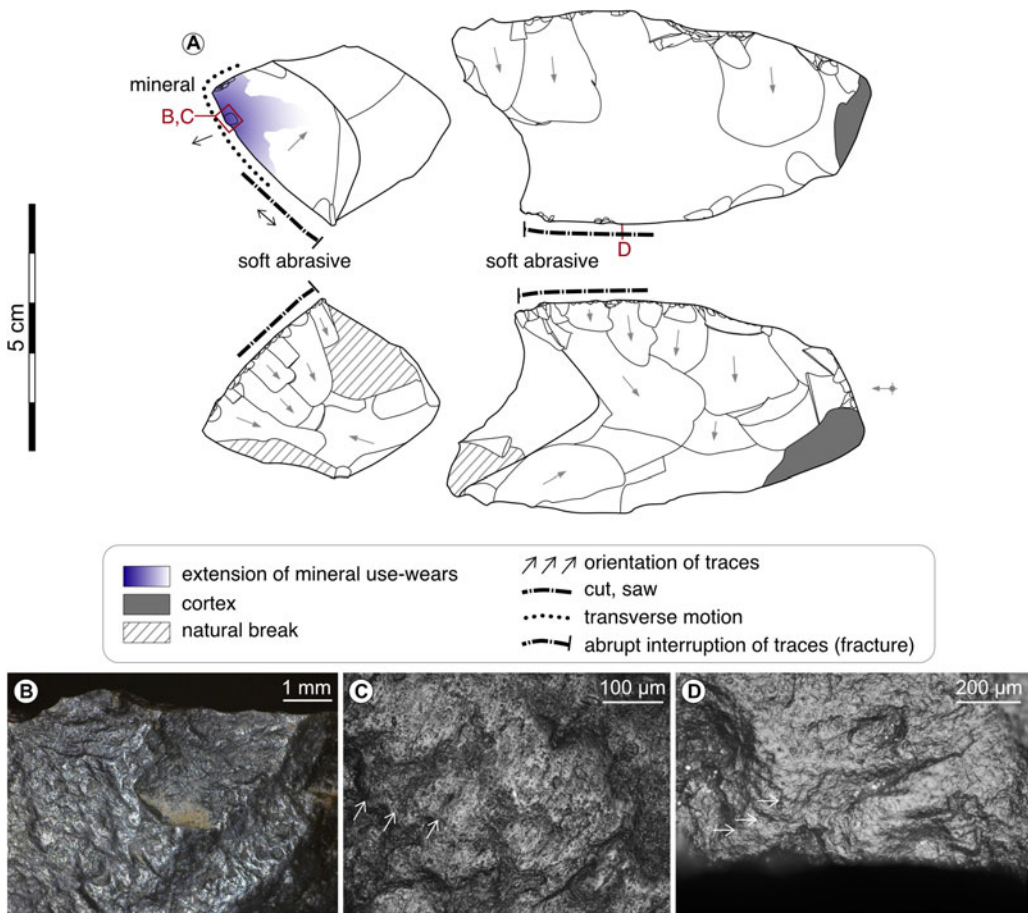 A
mineral
B,C
soft abrasive
soft abrasive
D
5 cm
extension of mineral use-wears
cortex
natural break
orientation of traces
cut, saw
transverse motion
abrupt interruption of traces (fracture)
B
1 mm
C
100 µm
D
200 µm